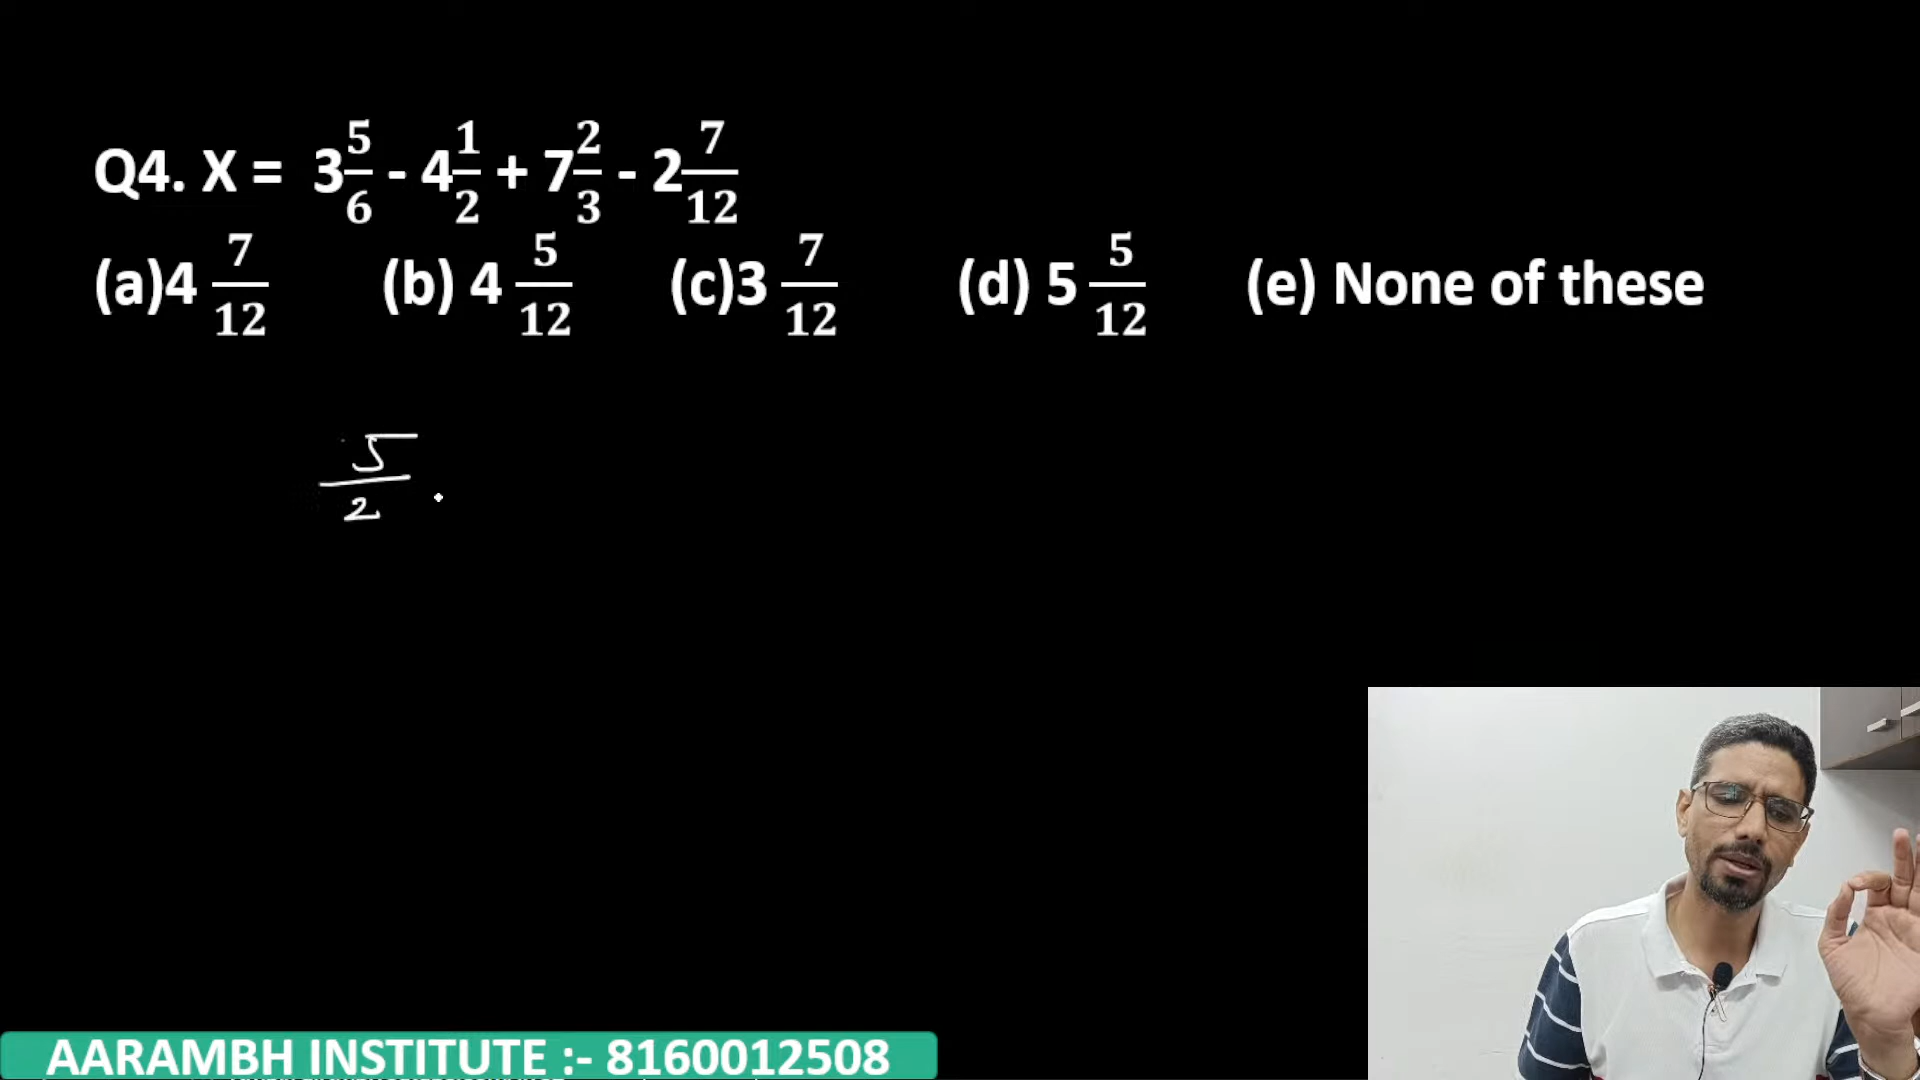 Q4. X = 3 5/6 - 4 1/2 + 7 2/3 - 2 7/12
(a)4 7/12 (b) 4 5/12 (c)3 7/12 (d) 5 5/12 (e) None of these
5/2
AARAMBH INSTITUTE :- 8160012508